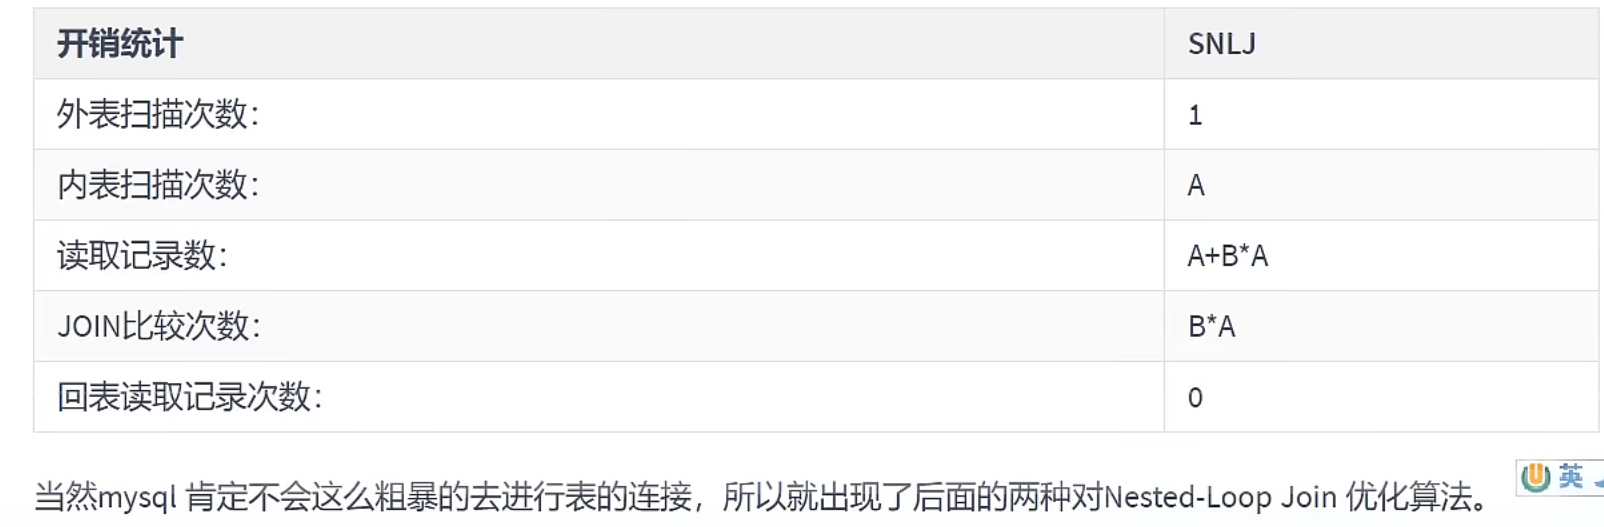 开销统计 SNLJ
外表扫描次数： 1
内表扫描次数： A
读取记录数： A+B*A
JOIN比较次数： B*A
回表读取记录次数： 0
当然mysql 肯定不会这么粗暴的去进行表的连接，所以就出现了后面的两种对Nested-Loop Join 优化算法。
英